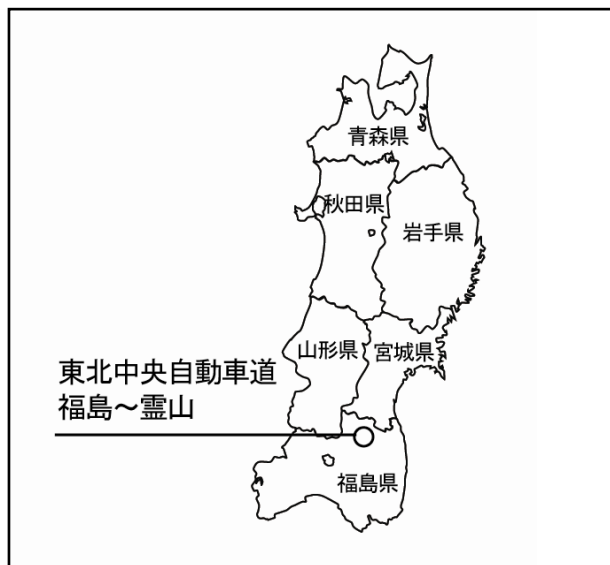 青森県
秋田県
岩手県
山形県
宮城県
東北中央自動車道
福島~霊山
福島県